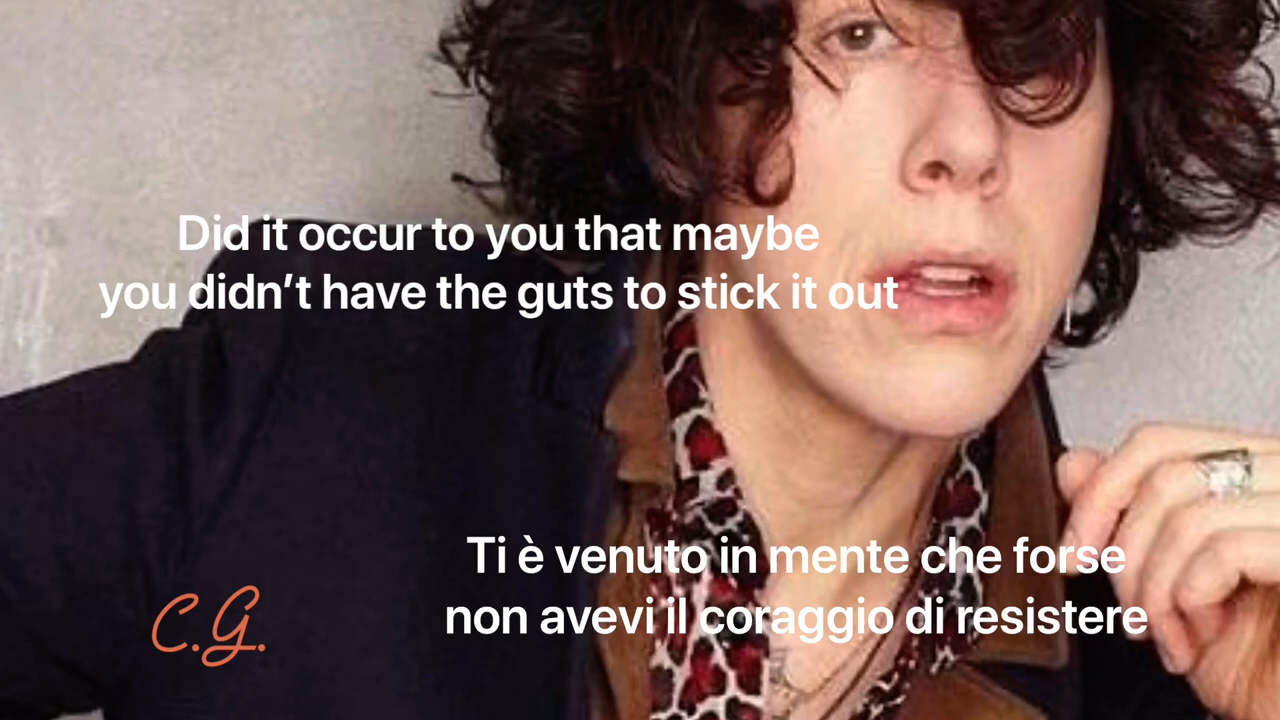 Did it occur to you that maybe
you didn’t have the guts to stick it out
Ti è venuto in mente che forse
non avevi il coraggio di resistere
C.G.